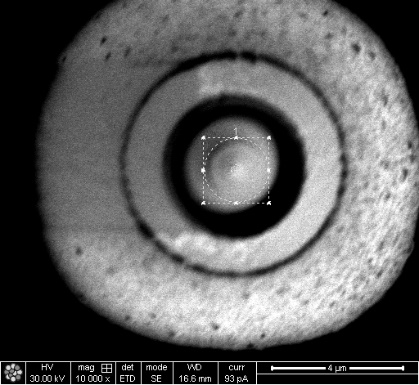 1
HV mag det mode WD curr
30.00 kV 10 000 x ETD SE 16.6 mm 93 pA 4 µm